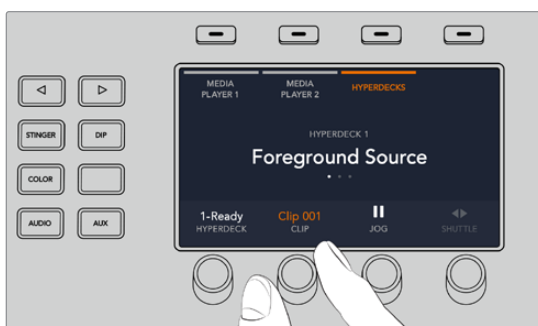 MEDIA
PLAYER 1
MEDIA
PLAYER 2
HYPERDECKS
HYPERDECK 1
Foreground Source
1-Ready
HYPERDECK
Clip 001
CLIP
JOG
SHUTTLE
STINGER
DIP
COLOR
AUDIO
AUX